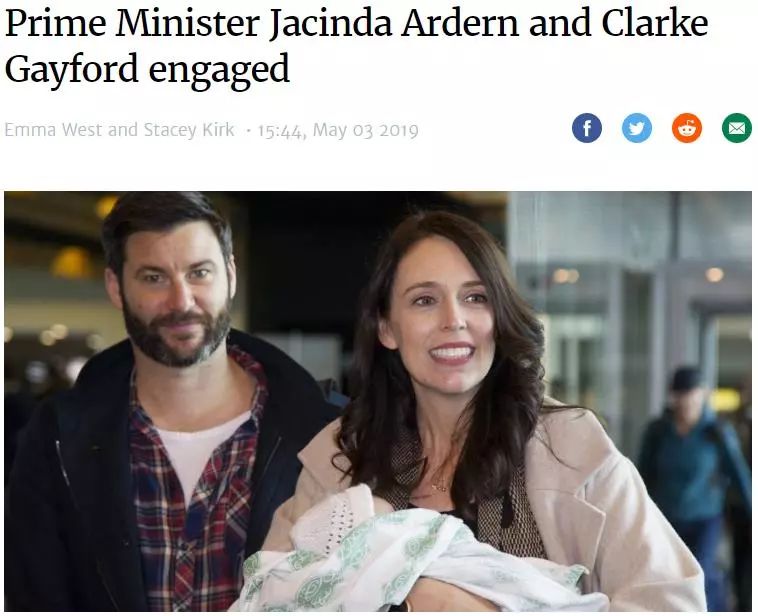 Prime Minister Jacinda Ardern and Clarke
Gayford engaged
Emma West and Stacey Kirk • 15:44, May 03 2019